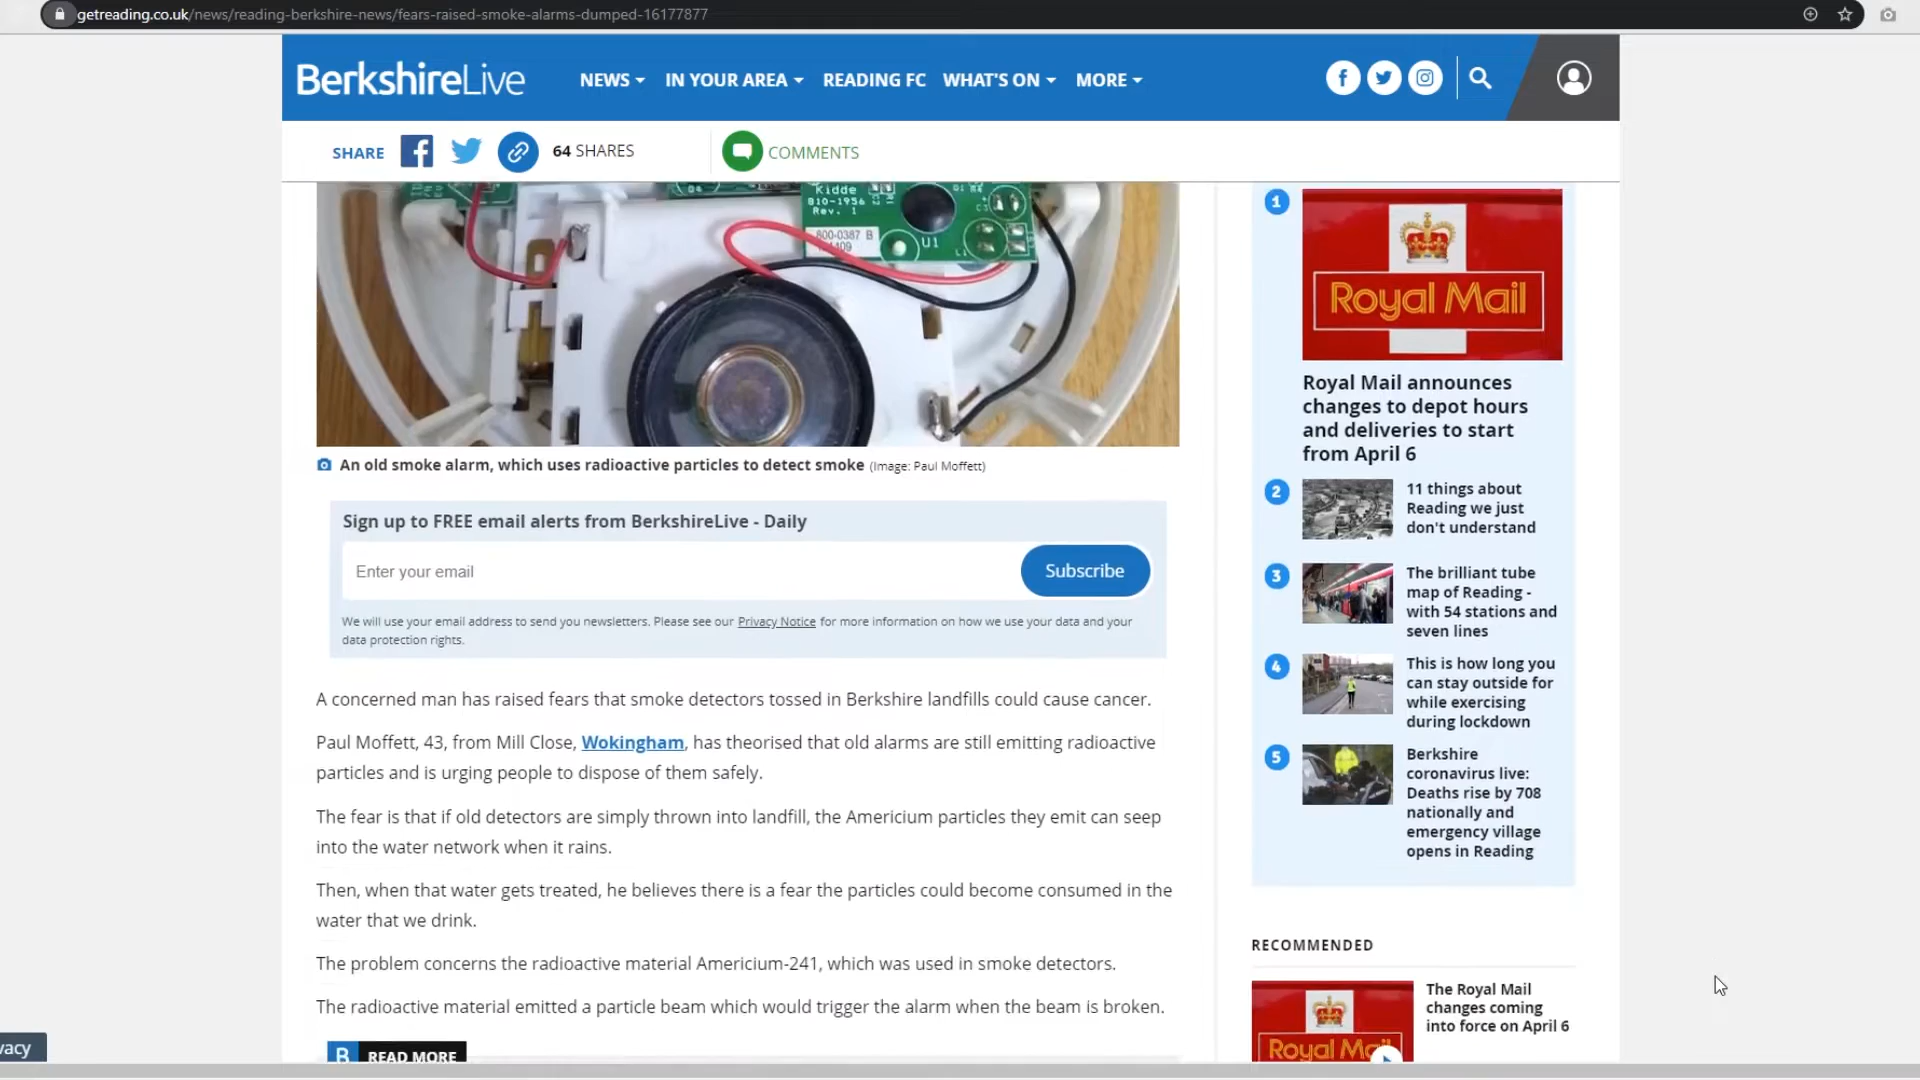 getreading.co.uk/news/reading-berkshire-news/fears-raised-smoke-alarms-dumped-16177877
BerkshireLive
NEWS
IN YOUR AREA
READING FC
WHAT'S ON
MORE
SHARE
64 SHARES
COMMENTS
Kidde
810-1956
Rev. 1
800-0387 B
U1
An old smoke alarm, which uses radioactive particles to detect smoke (Image: Paul Moffett)
Sign up to FREE email alerts from BerkshireLive - Daily
Enter your email
Subscribe
We will use your email address to send you newsletters. Please see our Privacy Notice for more information on how we use your data and your
data protection rights.
A concerned man has raised fears that smoke detectors tossed in Berkshire landfills could cause cancer.
Paul Moffett, 43, from Mill Close, Wokingham, has theorised that old alarms are still emitting radioactive
particles and is urging people to dispose of them safely.
The fear is that if old detectors are simply thrown into landfill, the Americium particles they emit can seep
into the water network when it rains.
Then, when that water gets treated, he believes there is a fear the particles could become consumed in the
water that we drink.
The problem concerns the radioactive material Americium-241, which was used in smoke detectors.
The radioactive material emitted a particle beam which would trigger the alarm when the beam is broken.
B READ MORE
vacy
1
Royal Mail
Royal Mail announces
changes to depot hours
and deliveries to start
from April 6
2
11 things about
Reading we just
don't understand
3
The brilliant tube
map of Reading -
with 54 stations and
seven lines
4
This is how long you
can stay outside for
while exercising
during lockdown
5
Berkshire
coronavirus live:
Deaths rise by 708
nationally and
emergency village
opens in Reading
RECOMMENDED
Royal Mail
The Royal Mail
changes coming
into force on April 6